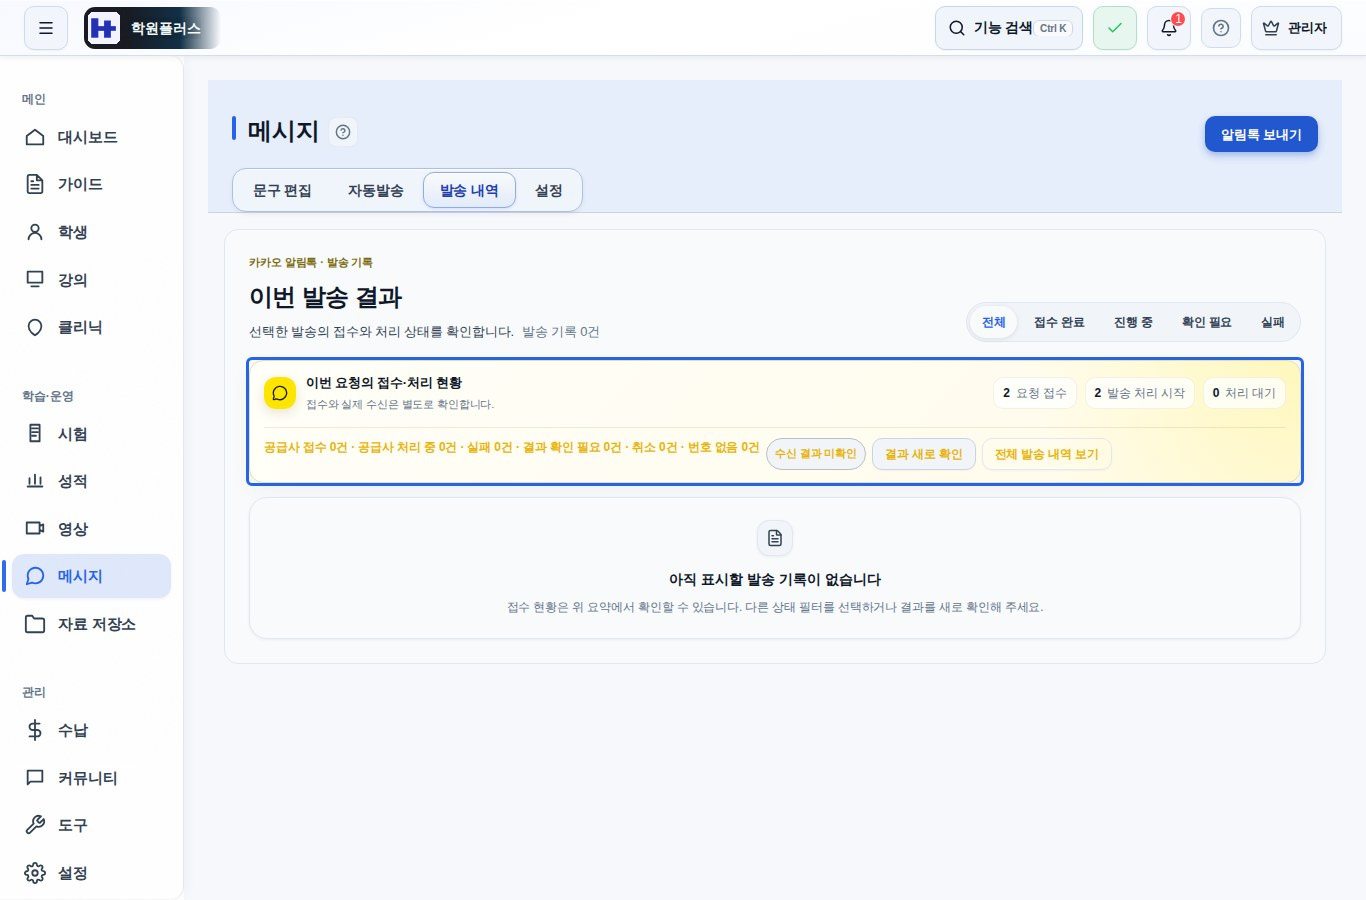 학원플러스
기능 검색 Ctrl K
1
관리자
메인
대시보드
가이드
학생
강의
클리닉
학습·운영
시험
성적
영상
메시지
자료 저장소
관리
수납
커뮤니티
도구
설정
메시지
알림톡 보내기
문구 편집 자동발송 발송 내역 설정
카카오 알림톡 · 발송 기록
이번 발송 결과
선택한 발송의 접수와 처리 상태를 확인합니다. 발송 기록 0건
전체 접수 완료 진행 중 확인 필요 실패
이번 요청의 접수·처리 현황
접수와 실제 수신은 별도로 확인합니다.
2 요청 접수 2 발송 처리 시작 0 처리 대기
공급사 접수 0건 · 공급사 처리 중 0건 · 실패 0건 · 결과 확인 필요 0건 · 취소 0건 · 번호 없음 0건 수신 결과 미확인 결과 새로 확인 전체 발송 내역 보기
아직 표시할 발송 기록이 없습니다
접수 현황은 위 요약에서 확인할 수 있습니다. 다른 상태 필터를 선택하거나 결과를 새로 확인해 주세요.